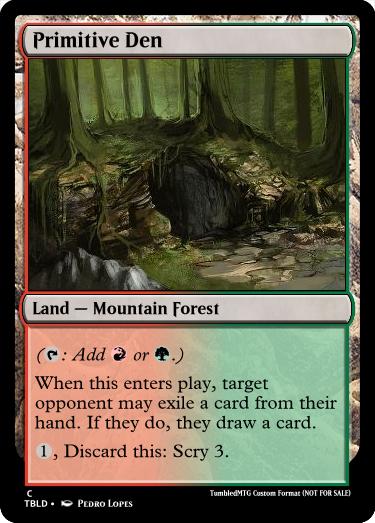 Primitive Den
Land — Mountain Forest
(T: Add R or G.)
When this enters play, target
opponent may exile a card from their
hand. If they do, they draw a card.
1, Discard this: Scry 3.
C
TBLD • Pedro Lopes
TumbledMTG Custom Format (NOT FOR SALE)